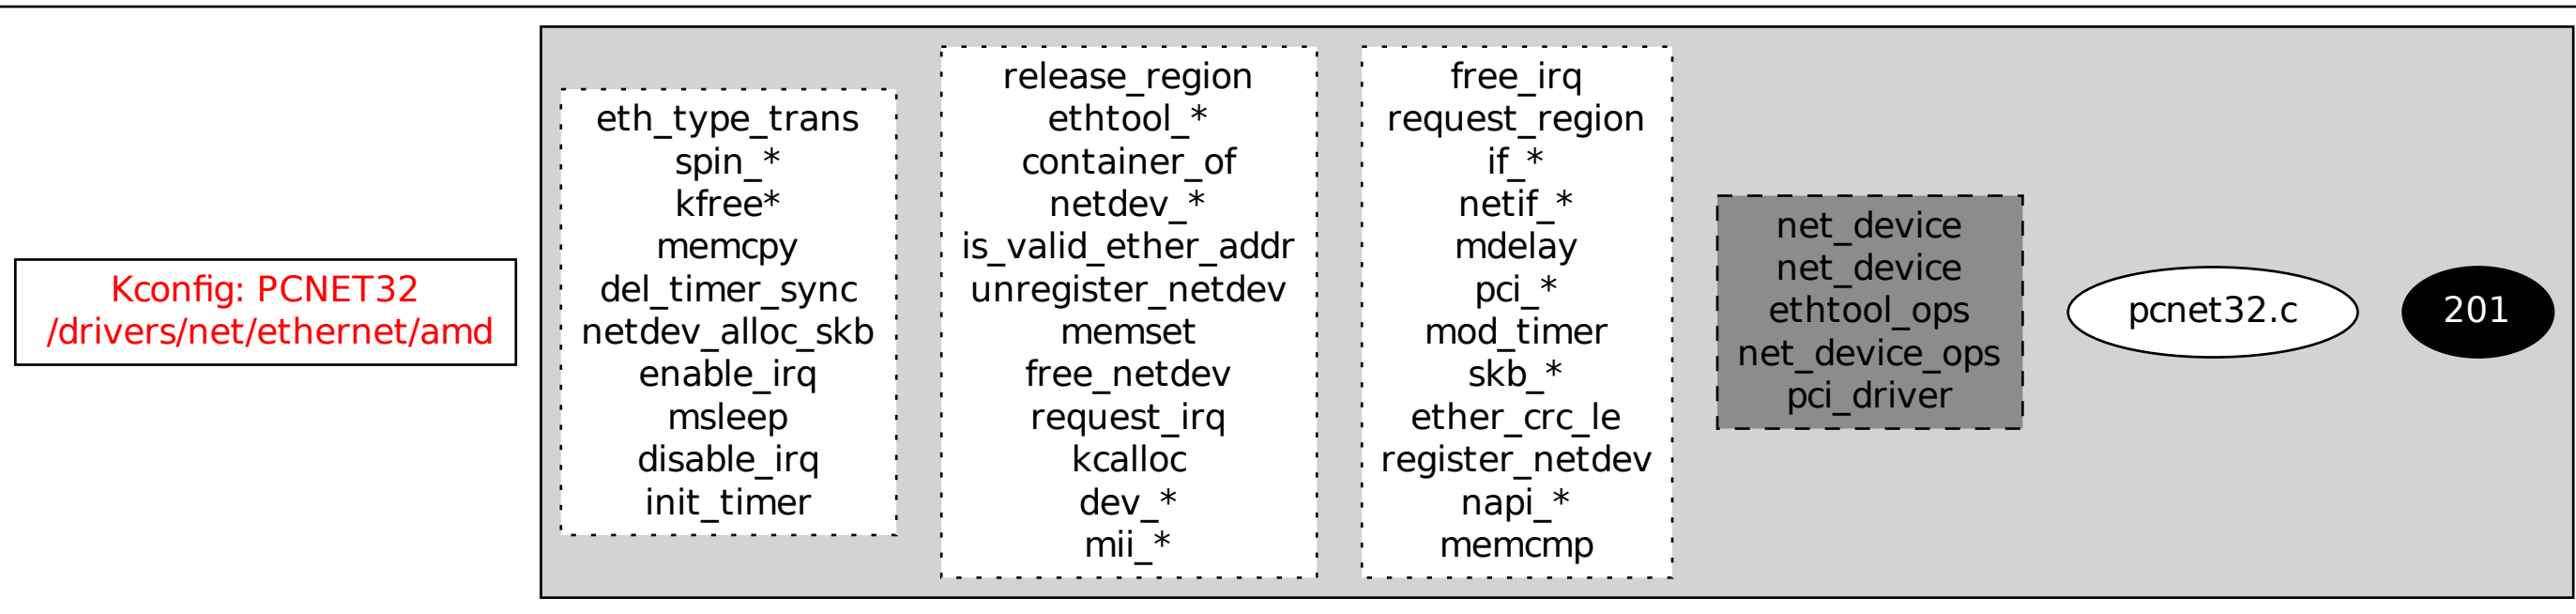 Kconfig: PCNET32
/drivers/net/ethernet/amd
eth_type_trans
spin_*
kfree*
memcpy
del_timer_sync
netdev_alloc_skb
enable_irq
msleep
disable_irq
init_timer
release_region
ethtool_*
container_of
netdev_*
is_valid_ether_addr
unregister_netdev
memset
free_netdev
request_irq
kcalloc
dev_*
mii_*
free_irq
request_region
if_*
netif_*
mdelay
pci_*
mod_timer
skb_*
ether_crc_le
register_netdev
napi_*
memcmp
net_device
net_device
ethtool_ops
net_device_ops
pci_driver
pcnet32.c
201